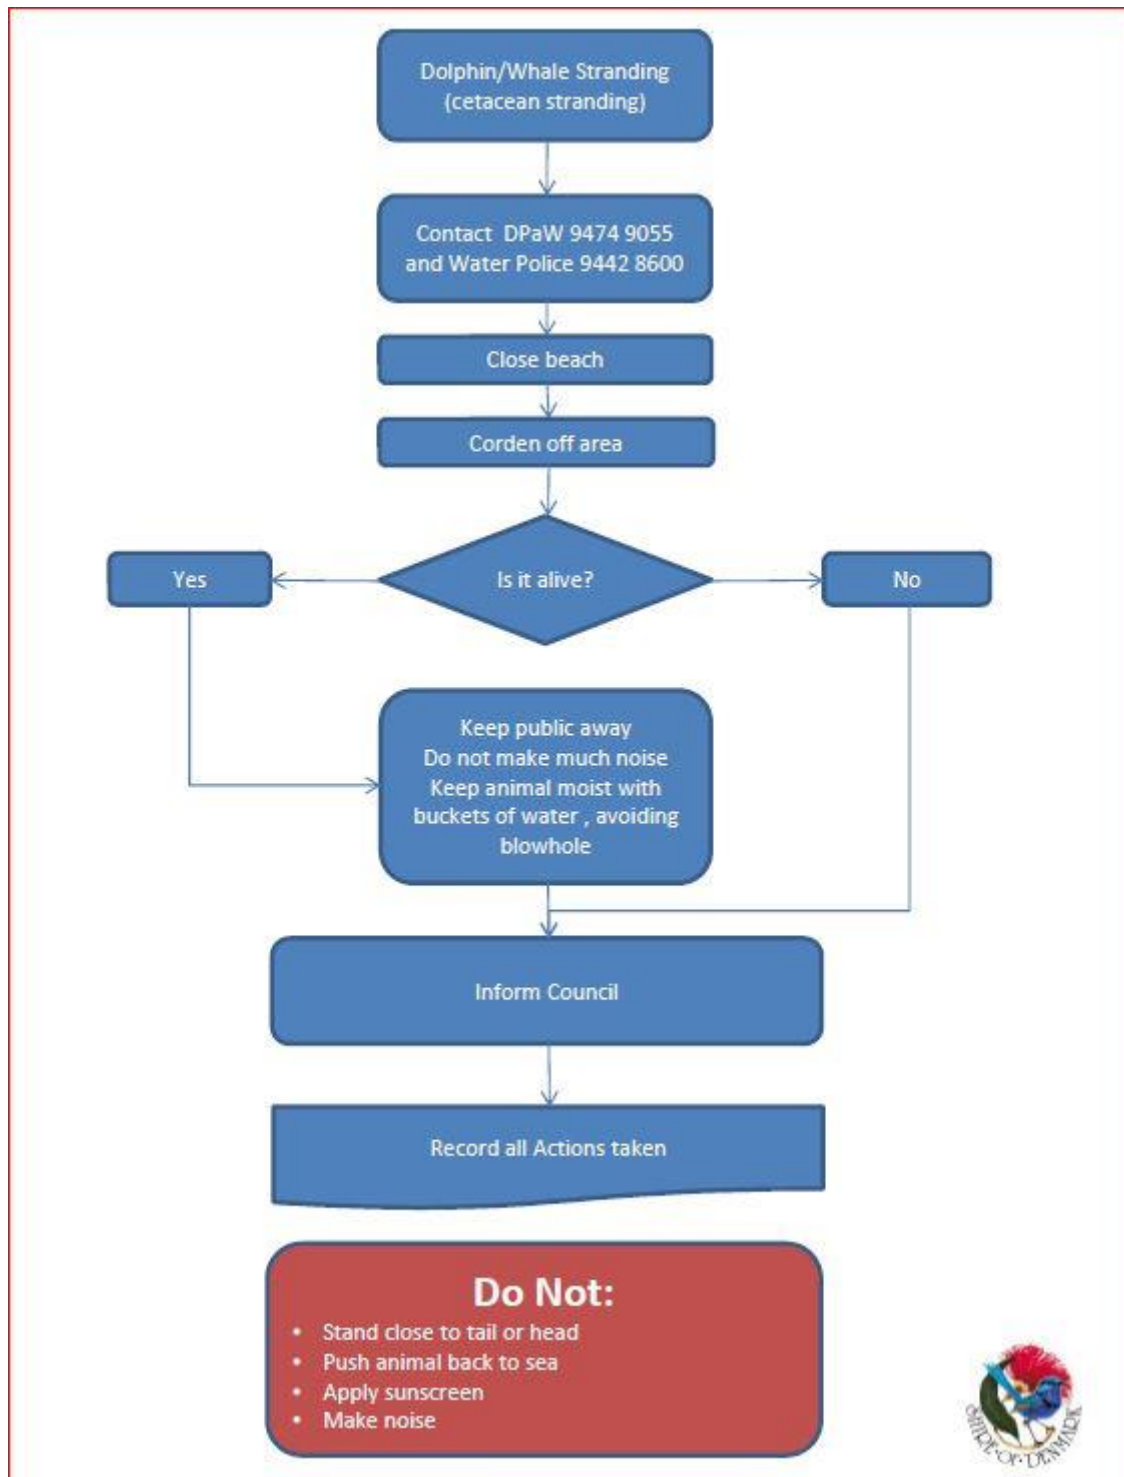 Dolphin/Whale Stranding
(cetacean stranding)
Contact  DPaW 9474 9055
and Water Police 9442 8600
Close beach
Corden off area
Is it alive?
Yes
No
Keep public away
Do not make much noise
Keep animal moist with
buckets of water , avoiding
blowhole
Inform Council
Record all Actions taken
Do Not:
• Stand close to tail or head
• Push animal back to sea
• Apply sunscreen
• Make noise
SHIRE·OF·DENMARK